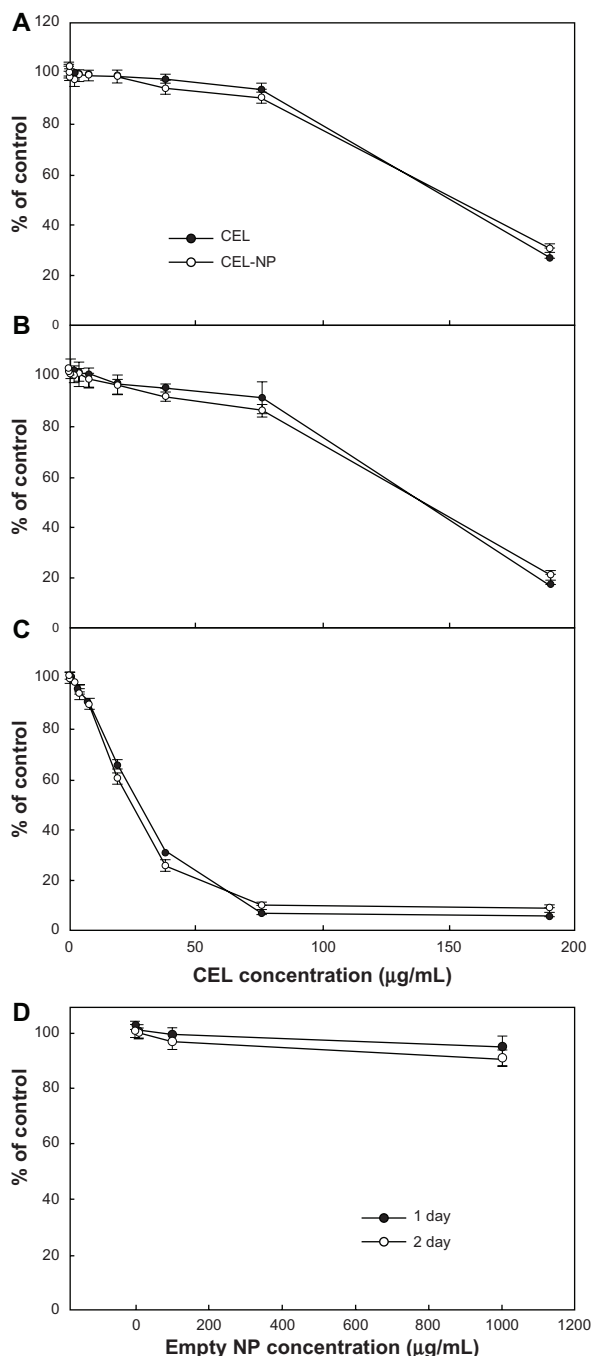 A
120
100
80
60
40
20
0
% of control
CEL
CEL-NP
B
100
80
60
40
20
0
% of control
C
100
80
60
40
20
0
% of control
0 50 100 150 200
CEL concentration (µg/mL)
D
100
80
60
40
20
0
% of control
1 day
2 day
0 200 400 600 800 1000 1200
Empty NP concentration (µg/mL)